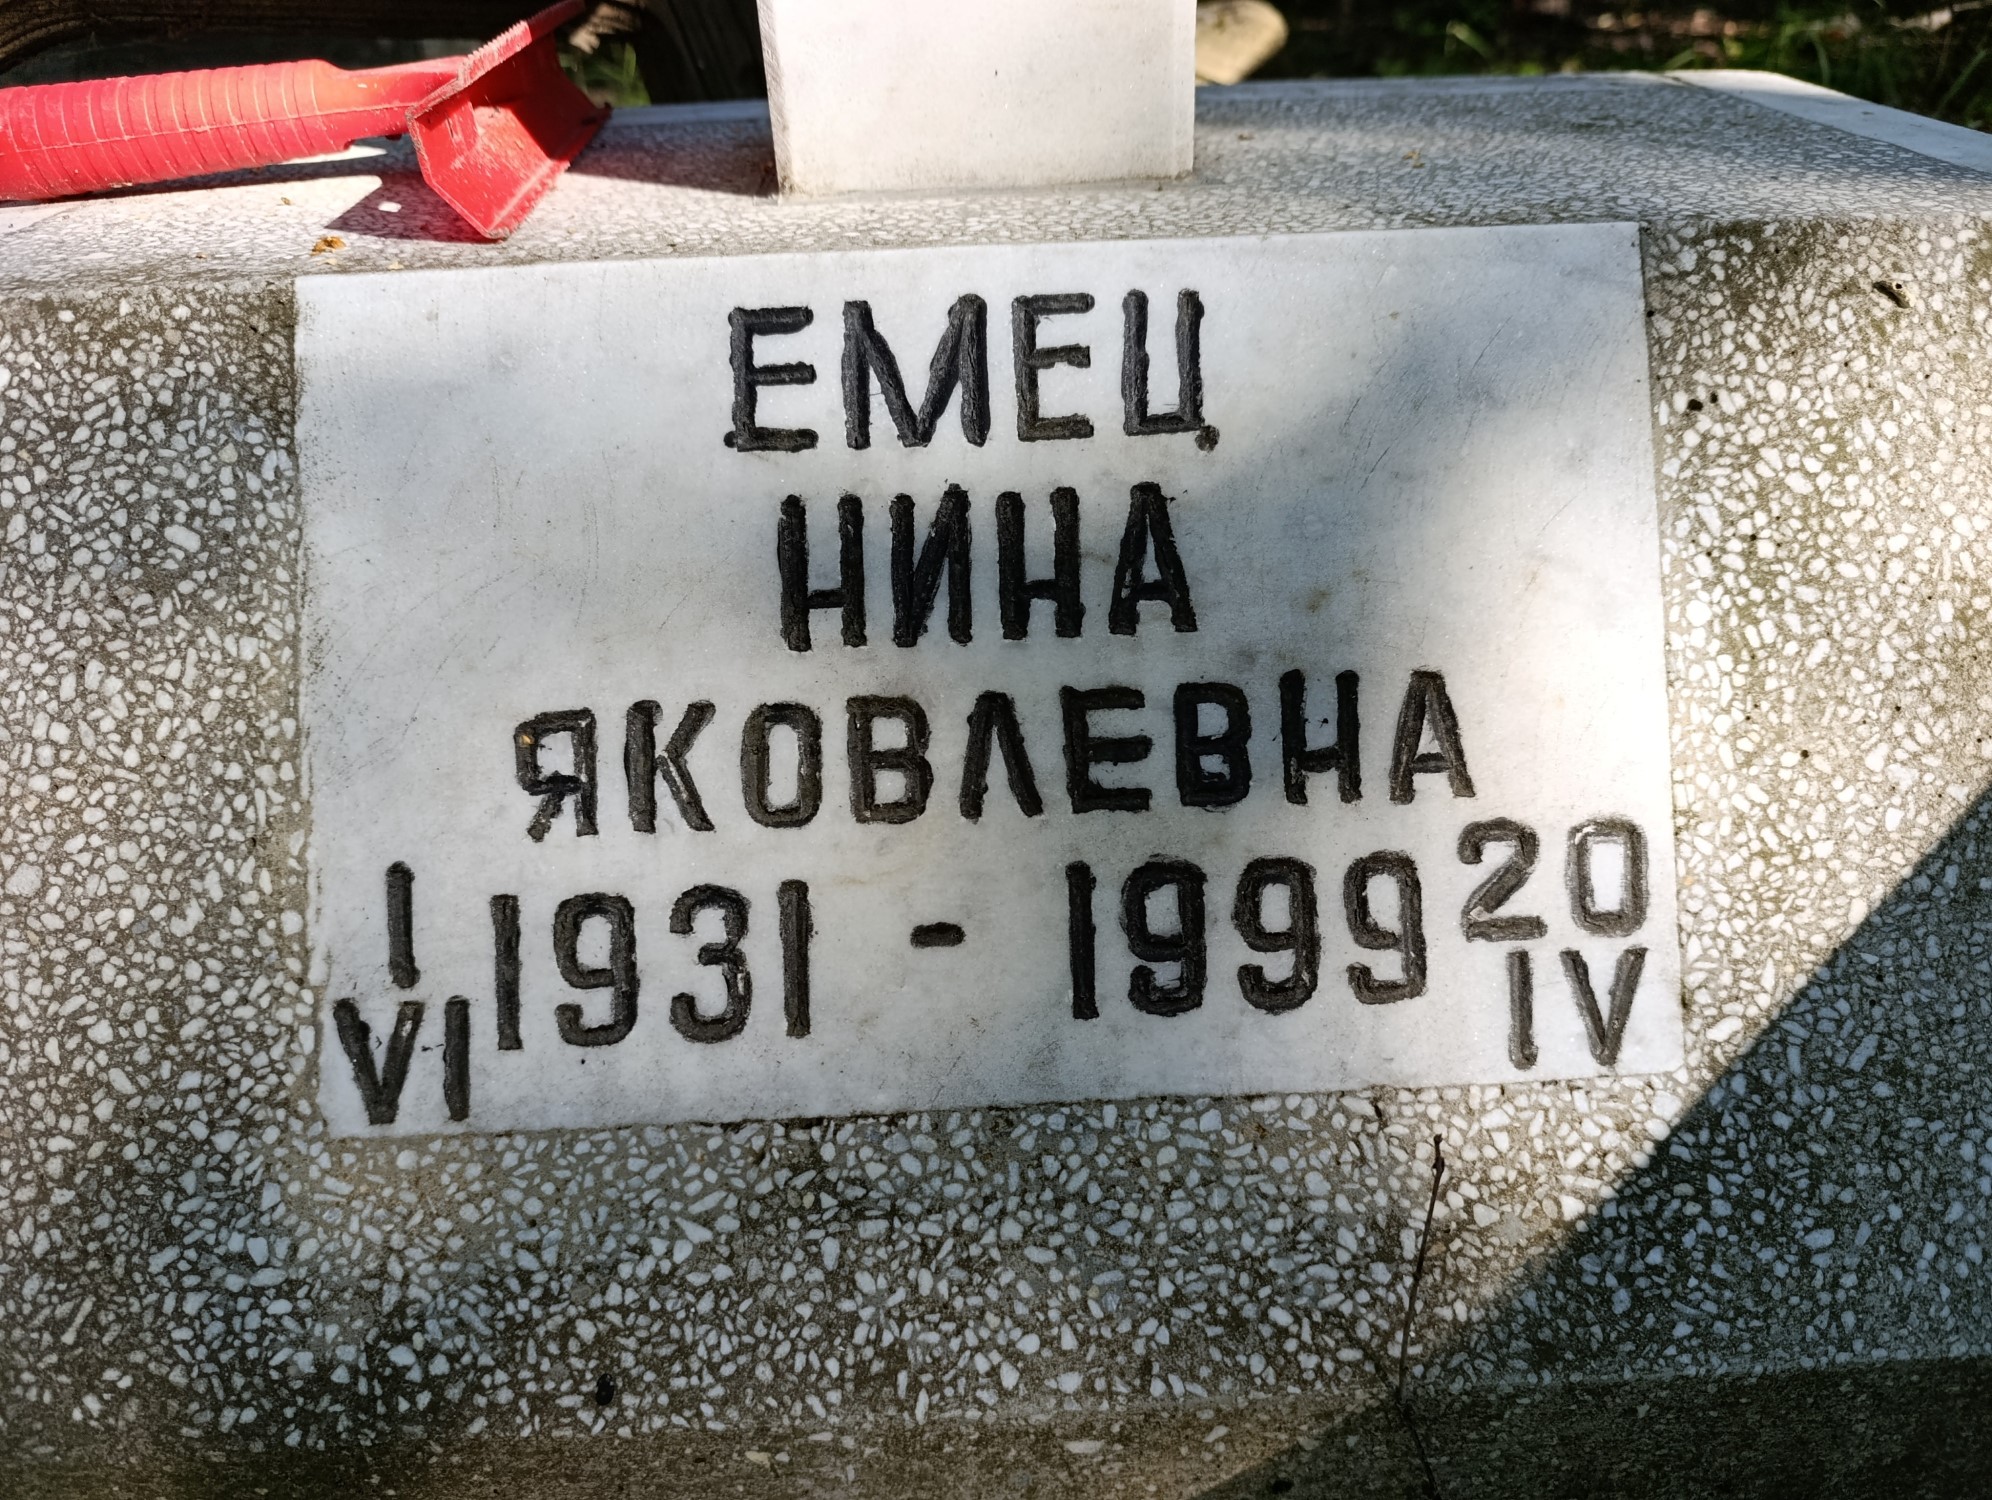 ЕМЕЦ
НИНА
ЯКОВЛЕВНА
I
VI
1931 - 1999
20
IV